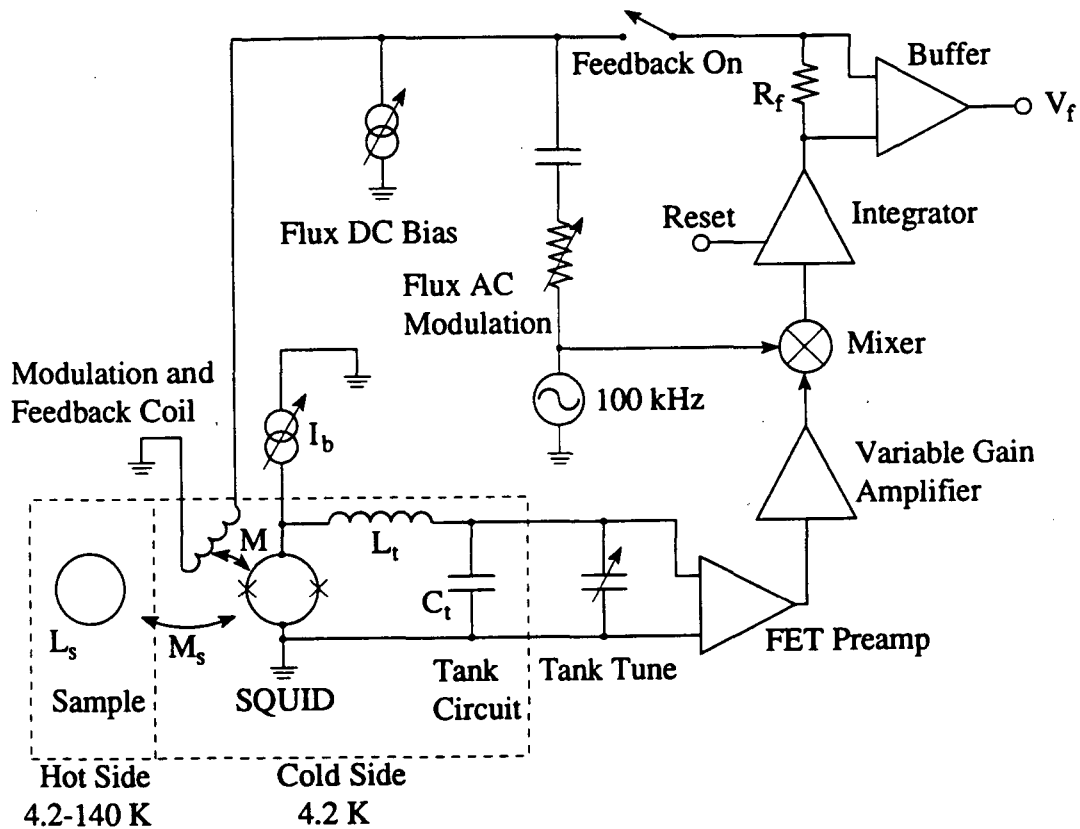 Feedback On
Buffer
R_f
V_f
Flux DC Bias
Reset
Integrator
Flux AC
Modulation
Mixer
Modulation and
Feedback Coil
I_b
100 kHz
Variable Gain
Amplifier
M
L_t
C_t
FET Preamp
L_s
M_s
Sample
SQUID
Tank
Circuit
Tank Tune
Hot Side
4.2-140 K
Cold Side
4.2 K